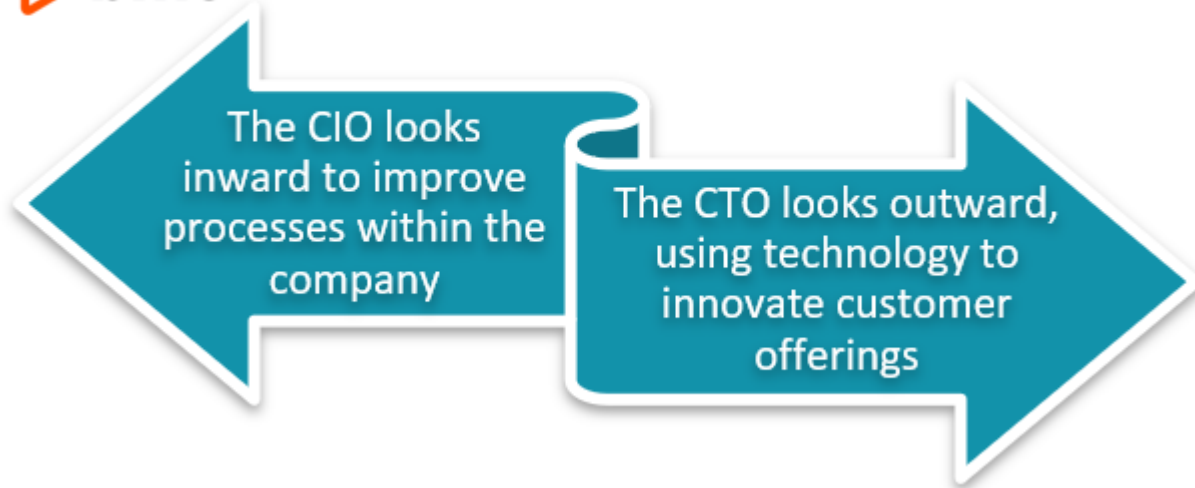 The CIO looks
inward to improve
processes within the
company
The CTO looks outward,
using technology to
innovate customer
offerings